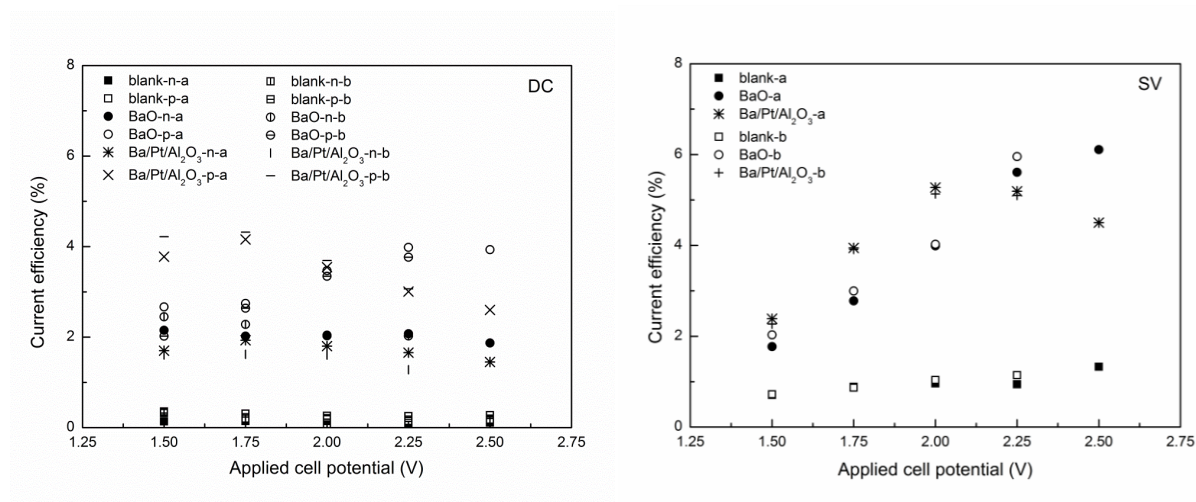 8
6
4
2
0
Current efficiency (%)
DC
blank-n-a
blank-p-a
BaO-n-a
BaO-p-a
Ba/Pt/Al₂O₃-n-a
Ba/Pt/Al₂O₃-p-a
blank-n-b
blank-p-b
BaO-n-b
BaO-p-b
Ba/Pt/Al₂O₃-n-b
Ba/Pt/Al₂O₃-p-b
1.25 1.50 1.75 2.00 2.25 2.50 2.75
Applied cell potential (V)
8
6
4
2
0
Current efficiency (%)
SV
blank-a
BaO-a
Ba/Pt/Al₂O₃-a
blank-b
BaO-b
Ba/Pt/Al₂O₃-b
1.25 1.50 1.75 2.00 2.25 2.50 2.75
Applied cell potential (V)